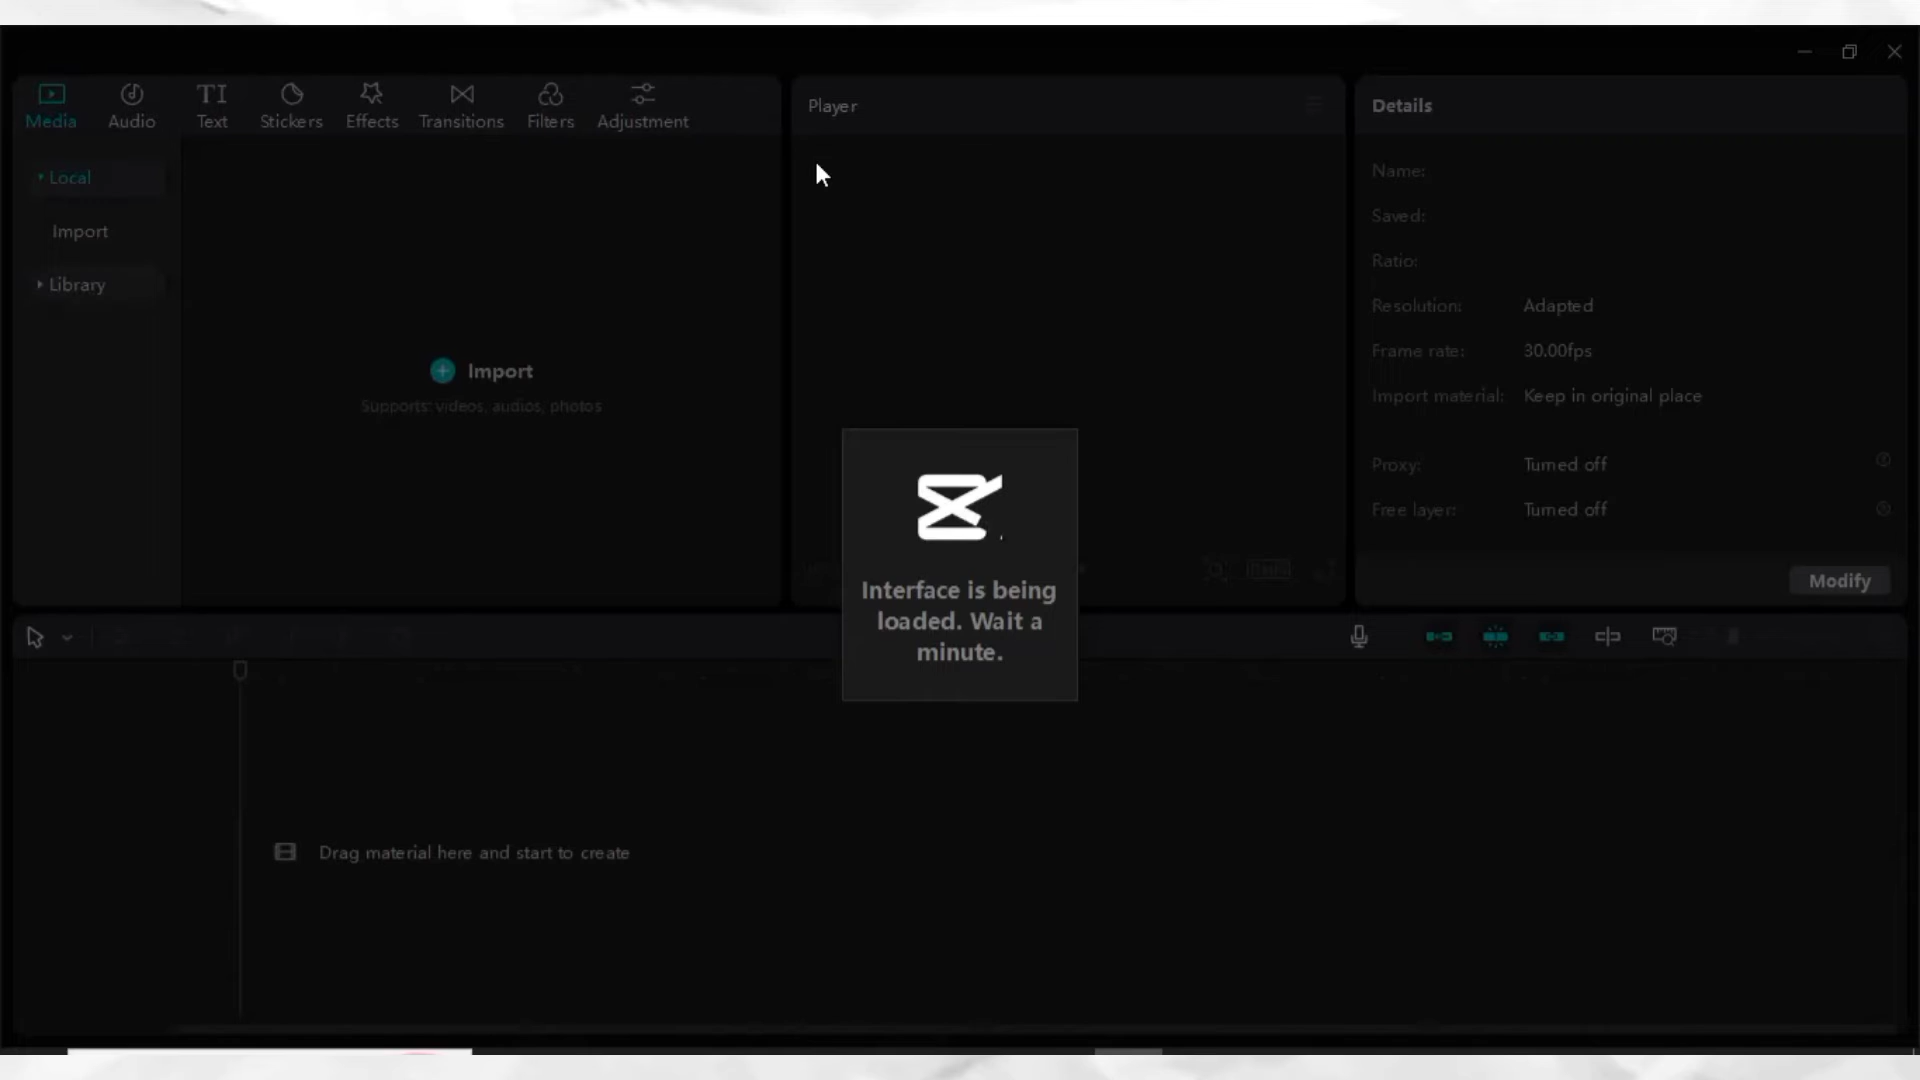 Media
Audio
Text
Stickers
Effects
Transitions
Filters
Adjustment
Local
Import
Library
Import
Supports: videos, audios, photos
Player
Details
Name:
Saved:
Ratio:
Resolution: Adapted
Frame rate: 30.00fps
Import material: Keep in original place
Proxy: Turned off
Free layer: Turned off
Modify
Interface is being
loaded. Wait a
minute.
Drag material here and start to create